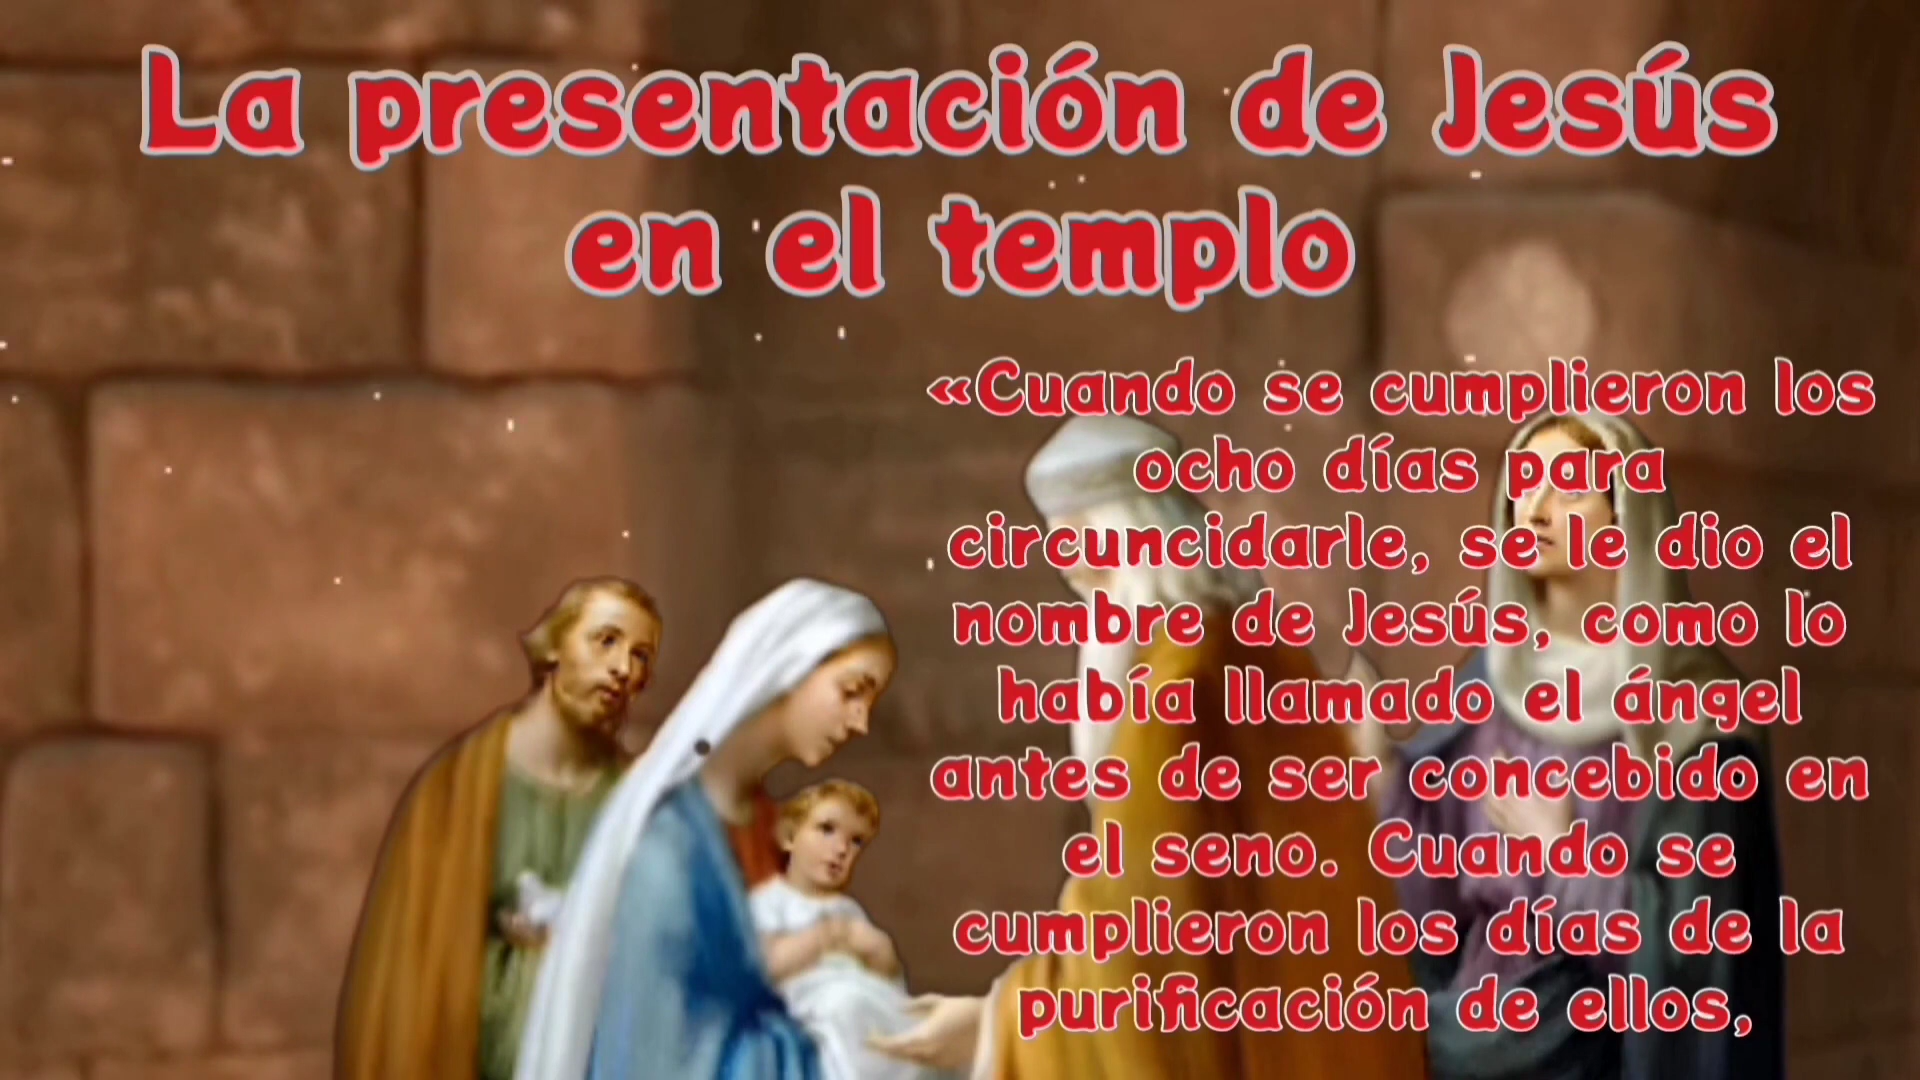 La presentación de Jesús
en el templo
«Cuando se cumplieron los
ocho días para
circuncidarle, se le dio el
nombre de Jesús, como lo
había llamado el ángel
antes de ser concebido en
el seno. Cuando se
cumplieron los días de la
purificación de ellos,